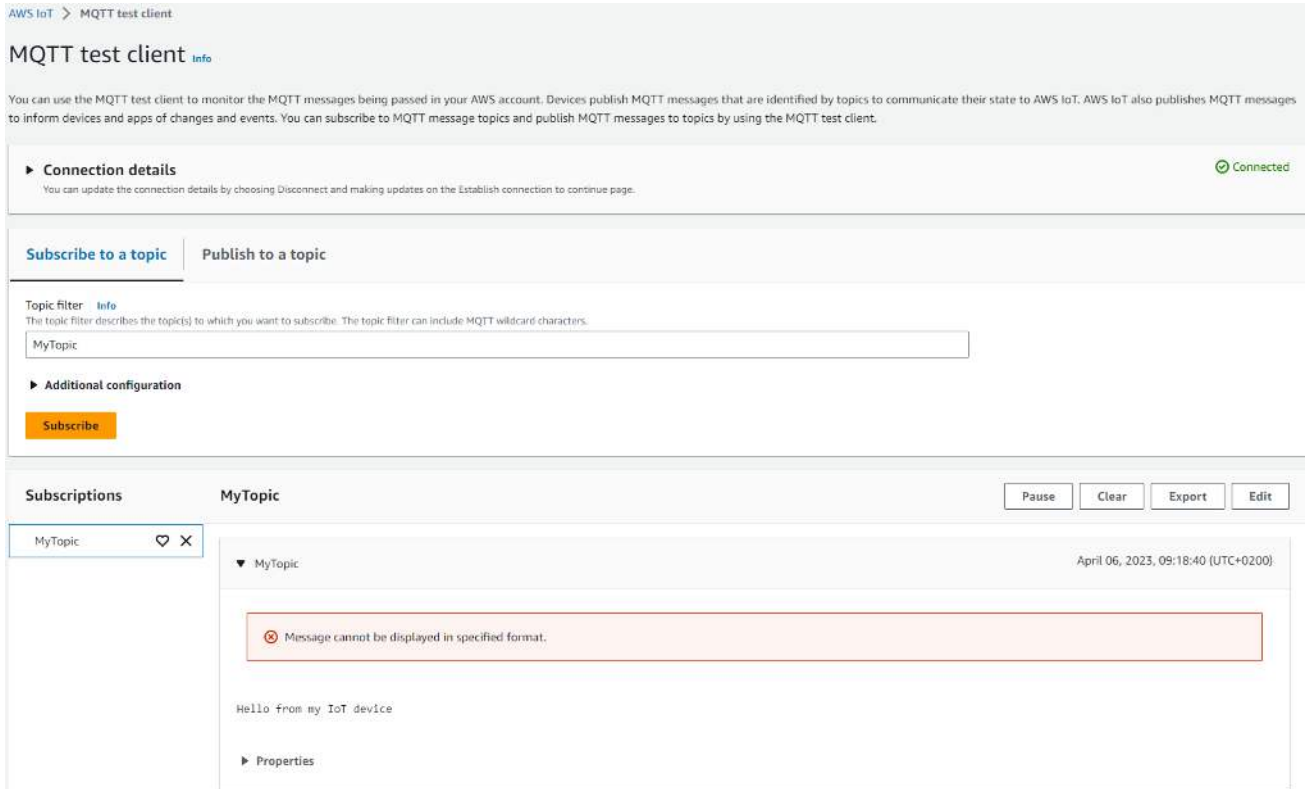 AWS IoT > MQTT test client
MQTT test client Info
You can use the MQTT test client to monitor the MQTT messages being passed in your AWS account. Devices publish MQTT messages that are identified by topics to communicate their state to AWS IoT. AWS IoT also publishes MQTT messages
to inform devices and apps of changes and events. You can subscribe to MQTT message topics and publish MQTT messages to topics by using the MQTT test client.
Connection details
Connected
You can update the connection details by choosing Disconnect and making updates on the Establish connection to continue page.
Subscribe to a topic
Publish to a topic
Topic filter Info
The topic filter describes the topic(s) to which you want to subscribe. The topic filter can include MQTT wildcard characters.
MyTopic
Additional configuration
Subscribe
Subscriptions
MyTopic
Pause
Clear
Export
Edit
MyTopic
MyTopic
April 06, 2023, 09:18:40 (UTC+0200)
Message cannot be displayed in specified format.
Hello from my IoT device
Properties